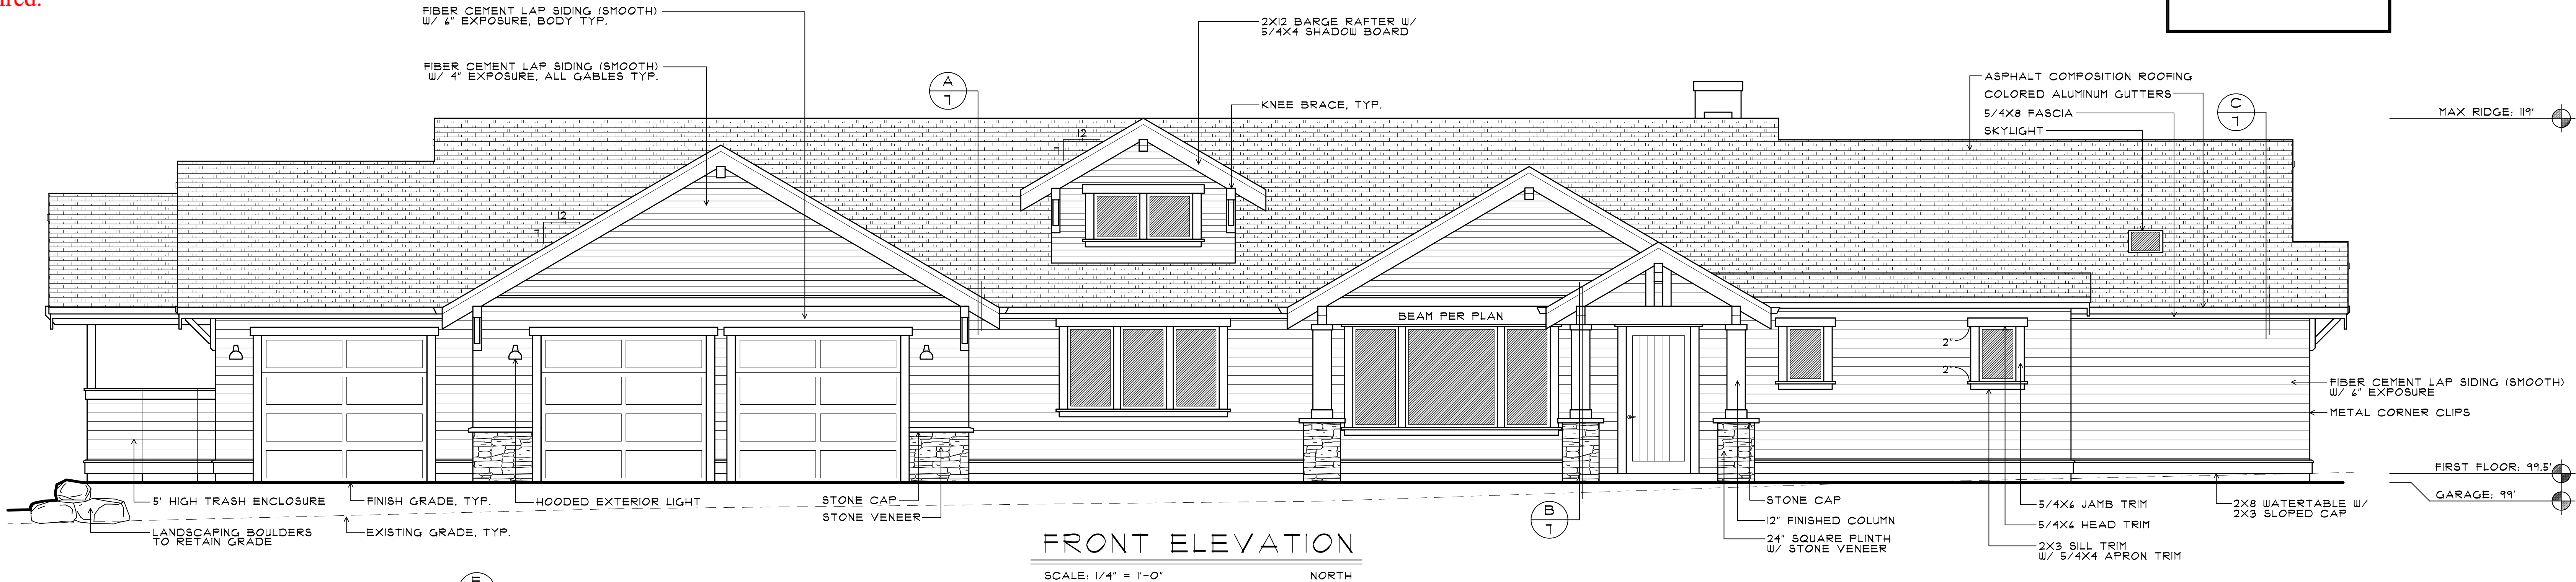 FIBER CEMENT LAP SIDING (SMOOTH)
W/ 6" EXPOSURE, BODY TYP.
FIBER CEMENT LAP SIDING (SMOOTH)
W/ 4" EXPOSURE, ALL GABLES TYP.
A
7
2X12 BARGE RAFTER W/
5/4X4 SHADOW BOARD
KNEE BRACE, TYP.
ASPHALT COMPOSITION ROOFING
COLORED ALUMINUM GUTTERS
5/4X8 FASCIA
SKYLIGHT
C
7
MAX RIDGE: 119'
12
7
12
7
BEAM PER PLAN
2"
2"
FIBER CEMENT LAP SIDING (SMOOTH)
W/ 6" EXPOSURE
METAL CORNER CLIPS
FIRST FLOOR: 99.5'
GARAGE: 99'
5' HIGH TRASH ENCLOSURE
FINISH GRADE, TYP.
HOODED EXTERIOR LIGHT
STONE CAP
STONE VENEER
LANDSCAPING BOULDERS
TO RETAIN GRADE
EXISTING GRADE, TYP.
B
7
STONE CAP
12" FINISHED COLUMN
24" SQUARE PLINTH
W/ STONE VENEER
5/4X6 JAMB TRIM
5/4X6 HEAD TRIM
2X3 SILL TRIM
W/ 5/4X4 APRON TRIM
2X8 WATERTABLE W/
2X3 SLOPED CAP
FRONT ELEVATION
SCALE: 1/4" = 1'-0"
NORTH